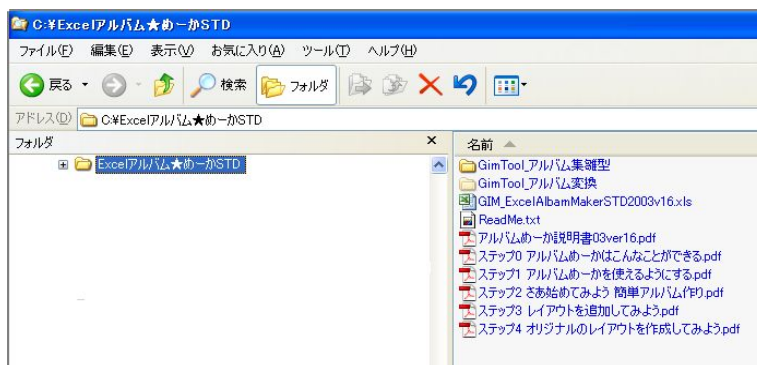 C:¥Excelアルバム★めーかSTD
ファイル(F) 編集(E) 表示(V) お気に入り(A) ツール(T) ヘルプ(H)
戻る 検索 フォルダ
アドレス(D) C:¥Excelアルバム★めーかSTD
フォルダ × 名前
Excelアルバム★めーかSTD
GimTool_アルバム集雛型
GimTool_アルバム変換
GIM_ExcelAlbamMakerSTD2003v16.xls
ReadMe.txt
アルバムめーか説明書03ver16.pdf
ステップ0 アルバムめーかはこんなことができる.pdf
ステップ1 アルバムめーかを使えるようにする.pdf
ステップ2 さあ始めてみよう 簡単アルバム作り.pdf
ステップ3 レイアウトを追加してみよう.pdf
ステップ4 オリジナルのレイアウトを作成してみよう.pdf